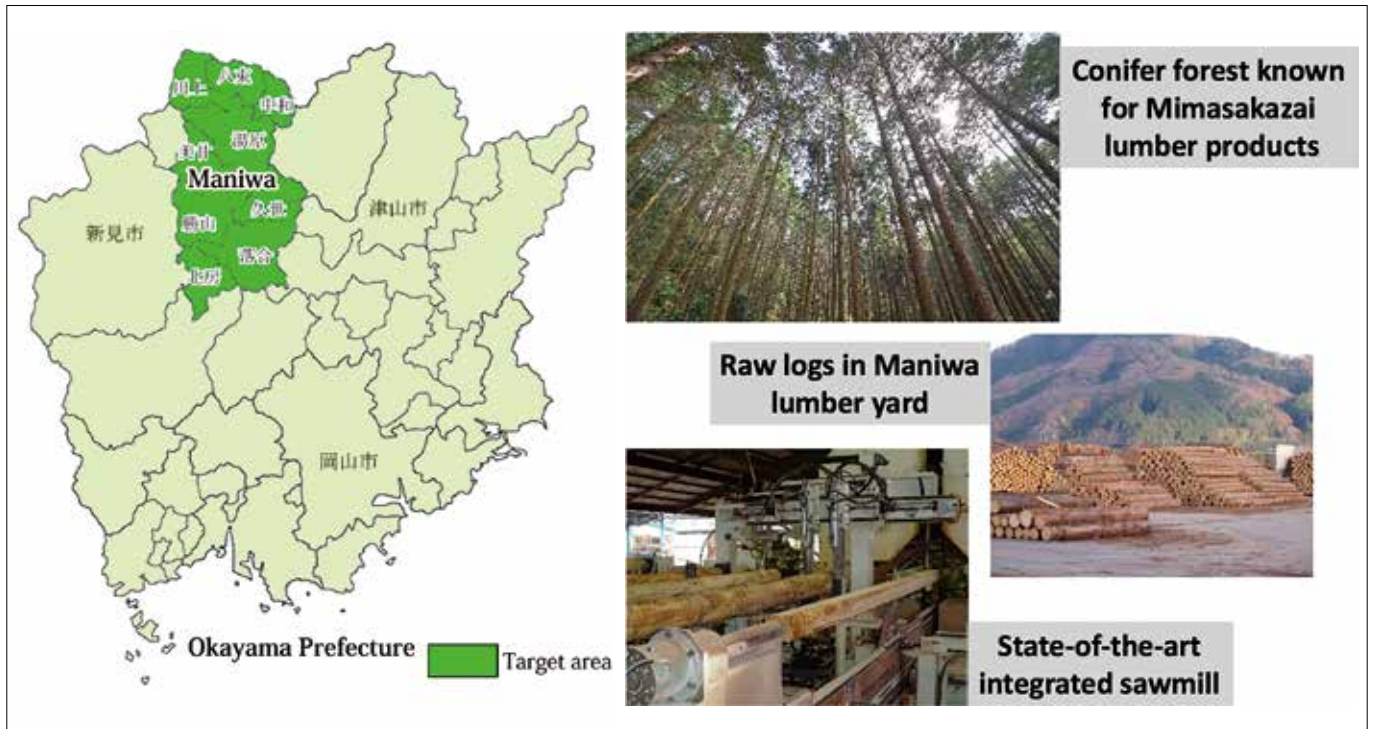 川上
八束
中和
湯原
美甘
Maniwa
久世
勝山
落合
北房
新見市
津山市
岡山市
Okayama Prefecture
Target area
Conifer forest known
for Mimasakazai
lumber products
Raw logs in Maniwa
lumber yard
State-of-the-art
integrated sawmill